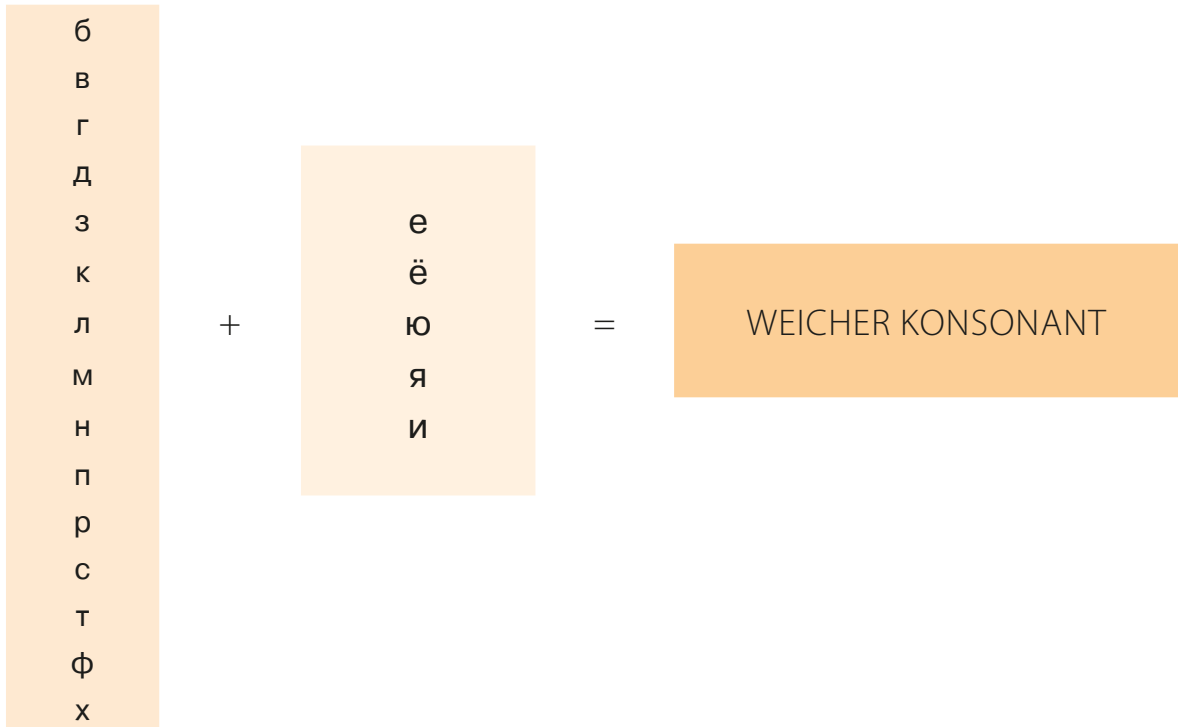 б
в
г
д
з
к
л
м
н
п
р
с
т
ф
х
+
е
ё
ю
я
и
=
WEICHER KONSONANT